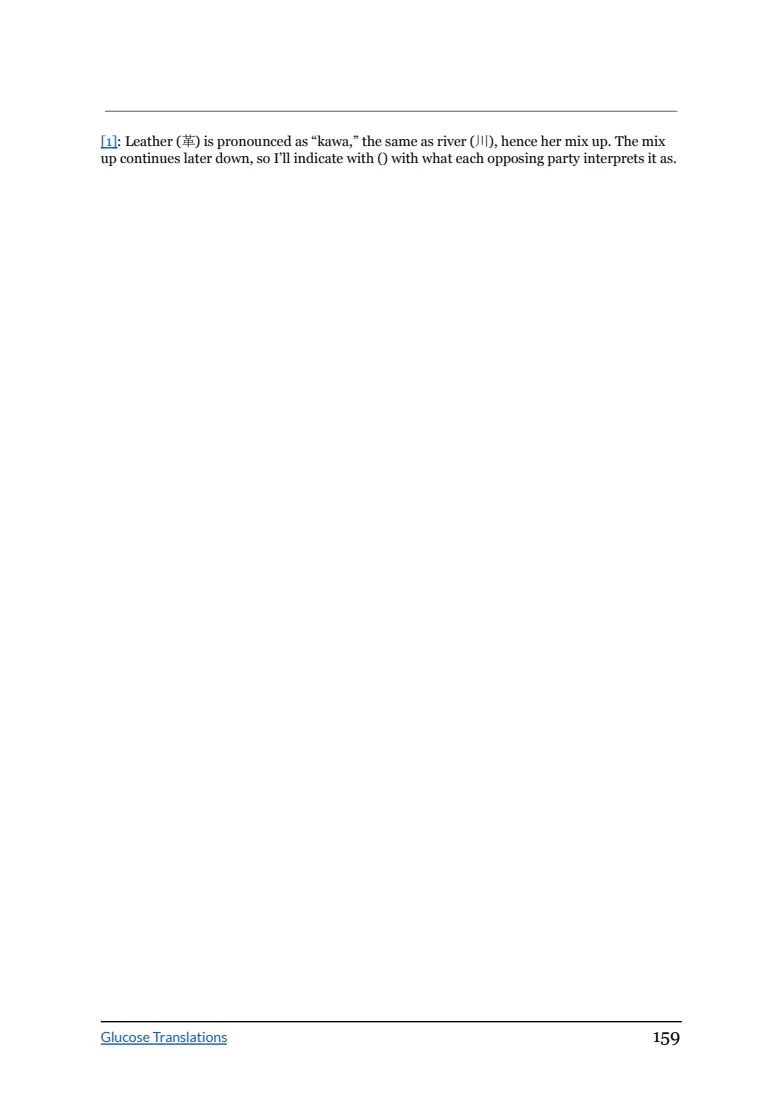 [1]: Leather (革) is pronounced as “kawa,” the same as river (川), hence her mix up. The mix
up continues later down, so I’ll indicate with () with what each opposing party interprets it as.
Glucose Translations 159